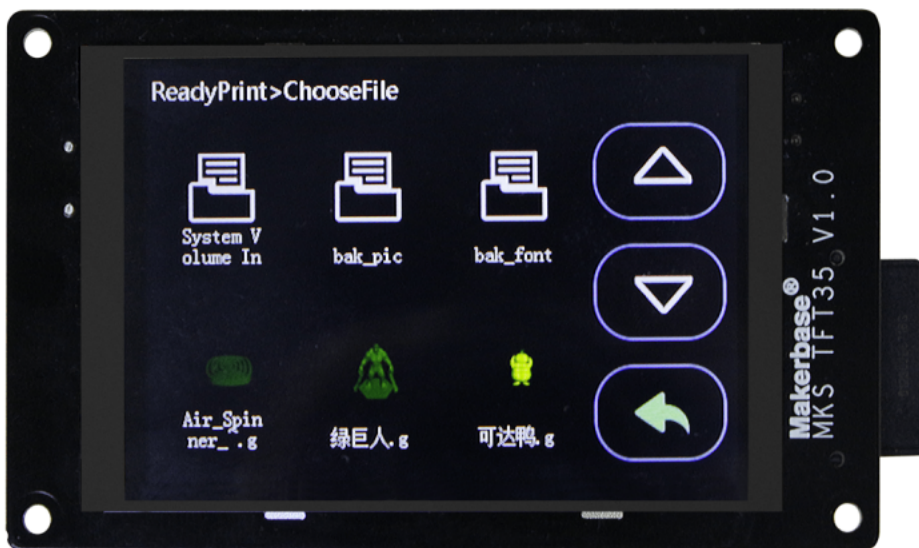 ReadyPrint>ChooseFile
System V
olume In
bak_pic
bak_font
Air_Spin
ner_~.g
绿巨人.g
可达鸭.g
Makerbase®
MKS TFT35 V1.0